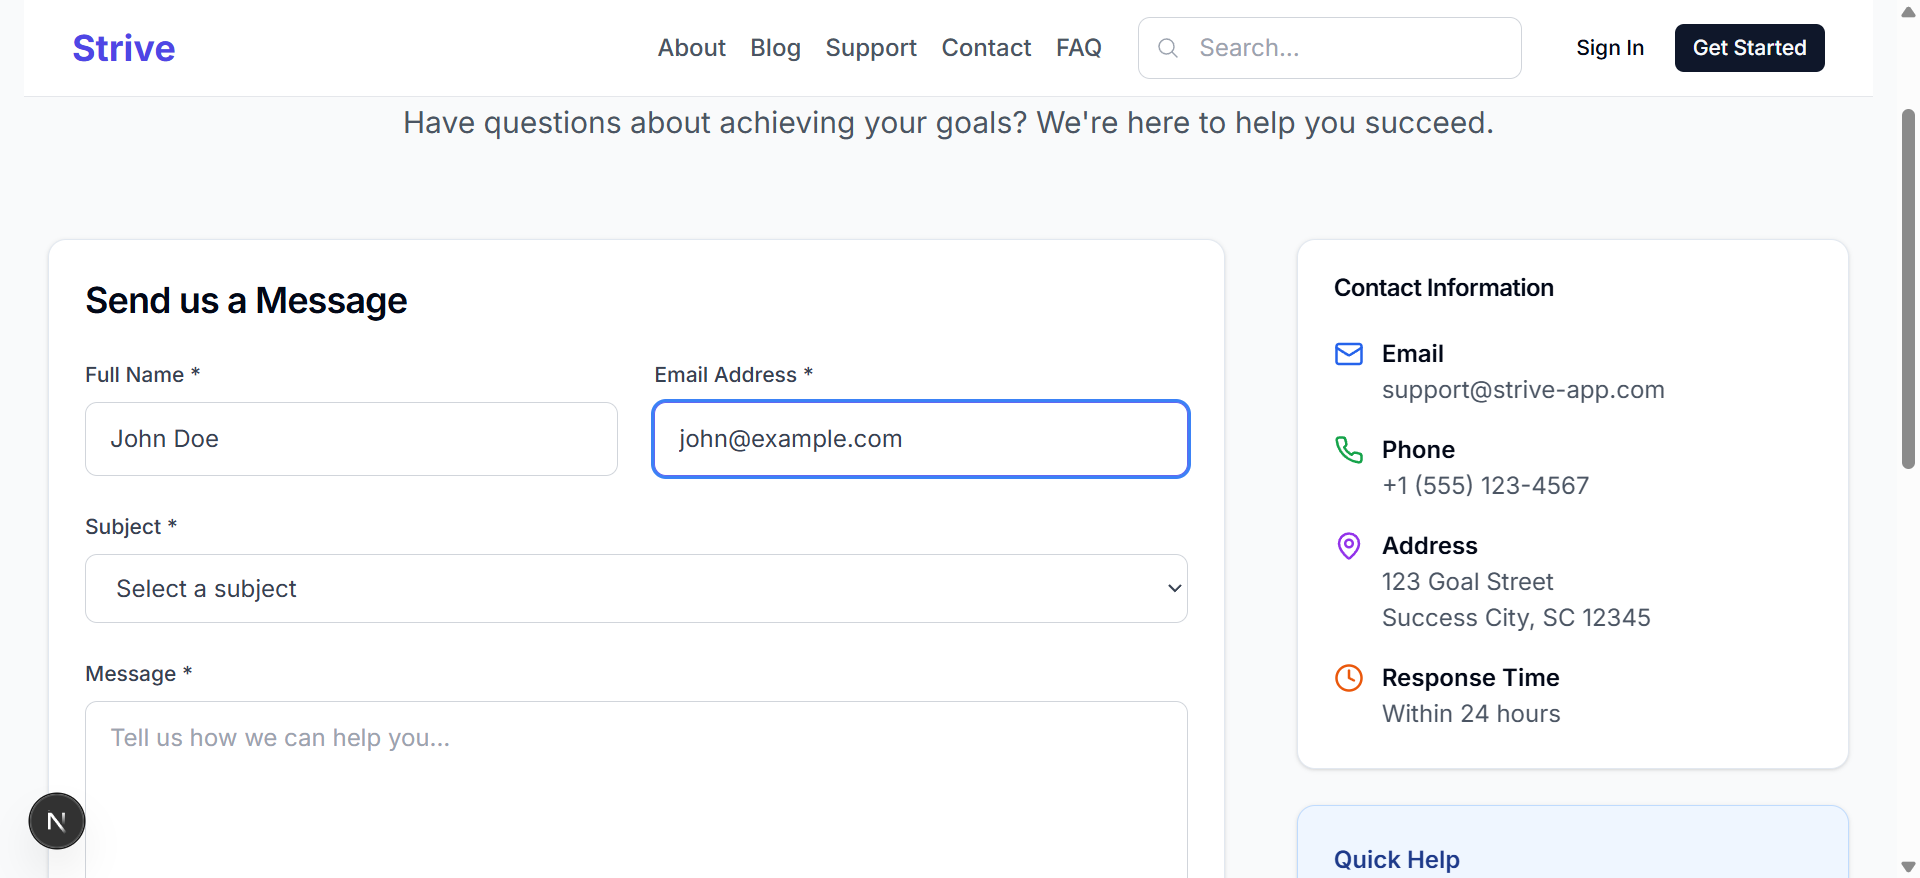 Strive
About Blog Support Contact FAQ
Search...
Sign In
Get Started
Have questions about achieving your goals? We're here to help you succeed.
Send us a Message
Full Name *
John Doe
Email Address *
john@example.com
Subject *
Select a subject
Message *
Tell us how we can help you...
N
Contact Information
Email
support@strive-app.com
Phone
+1 (555) 123-4567
Address
123 Goal Street
Success City, SC 12345
Response Time
Within 24 hours
Quick Help